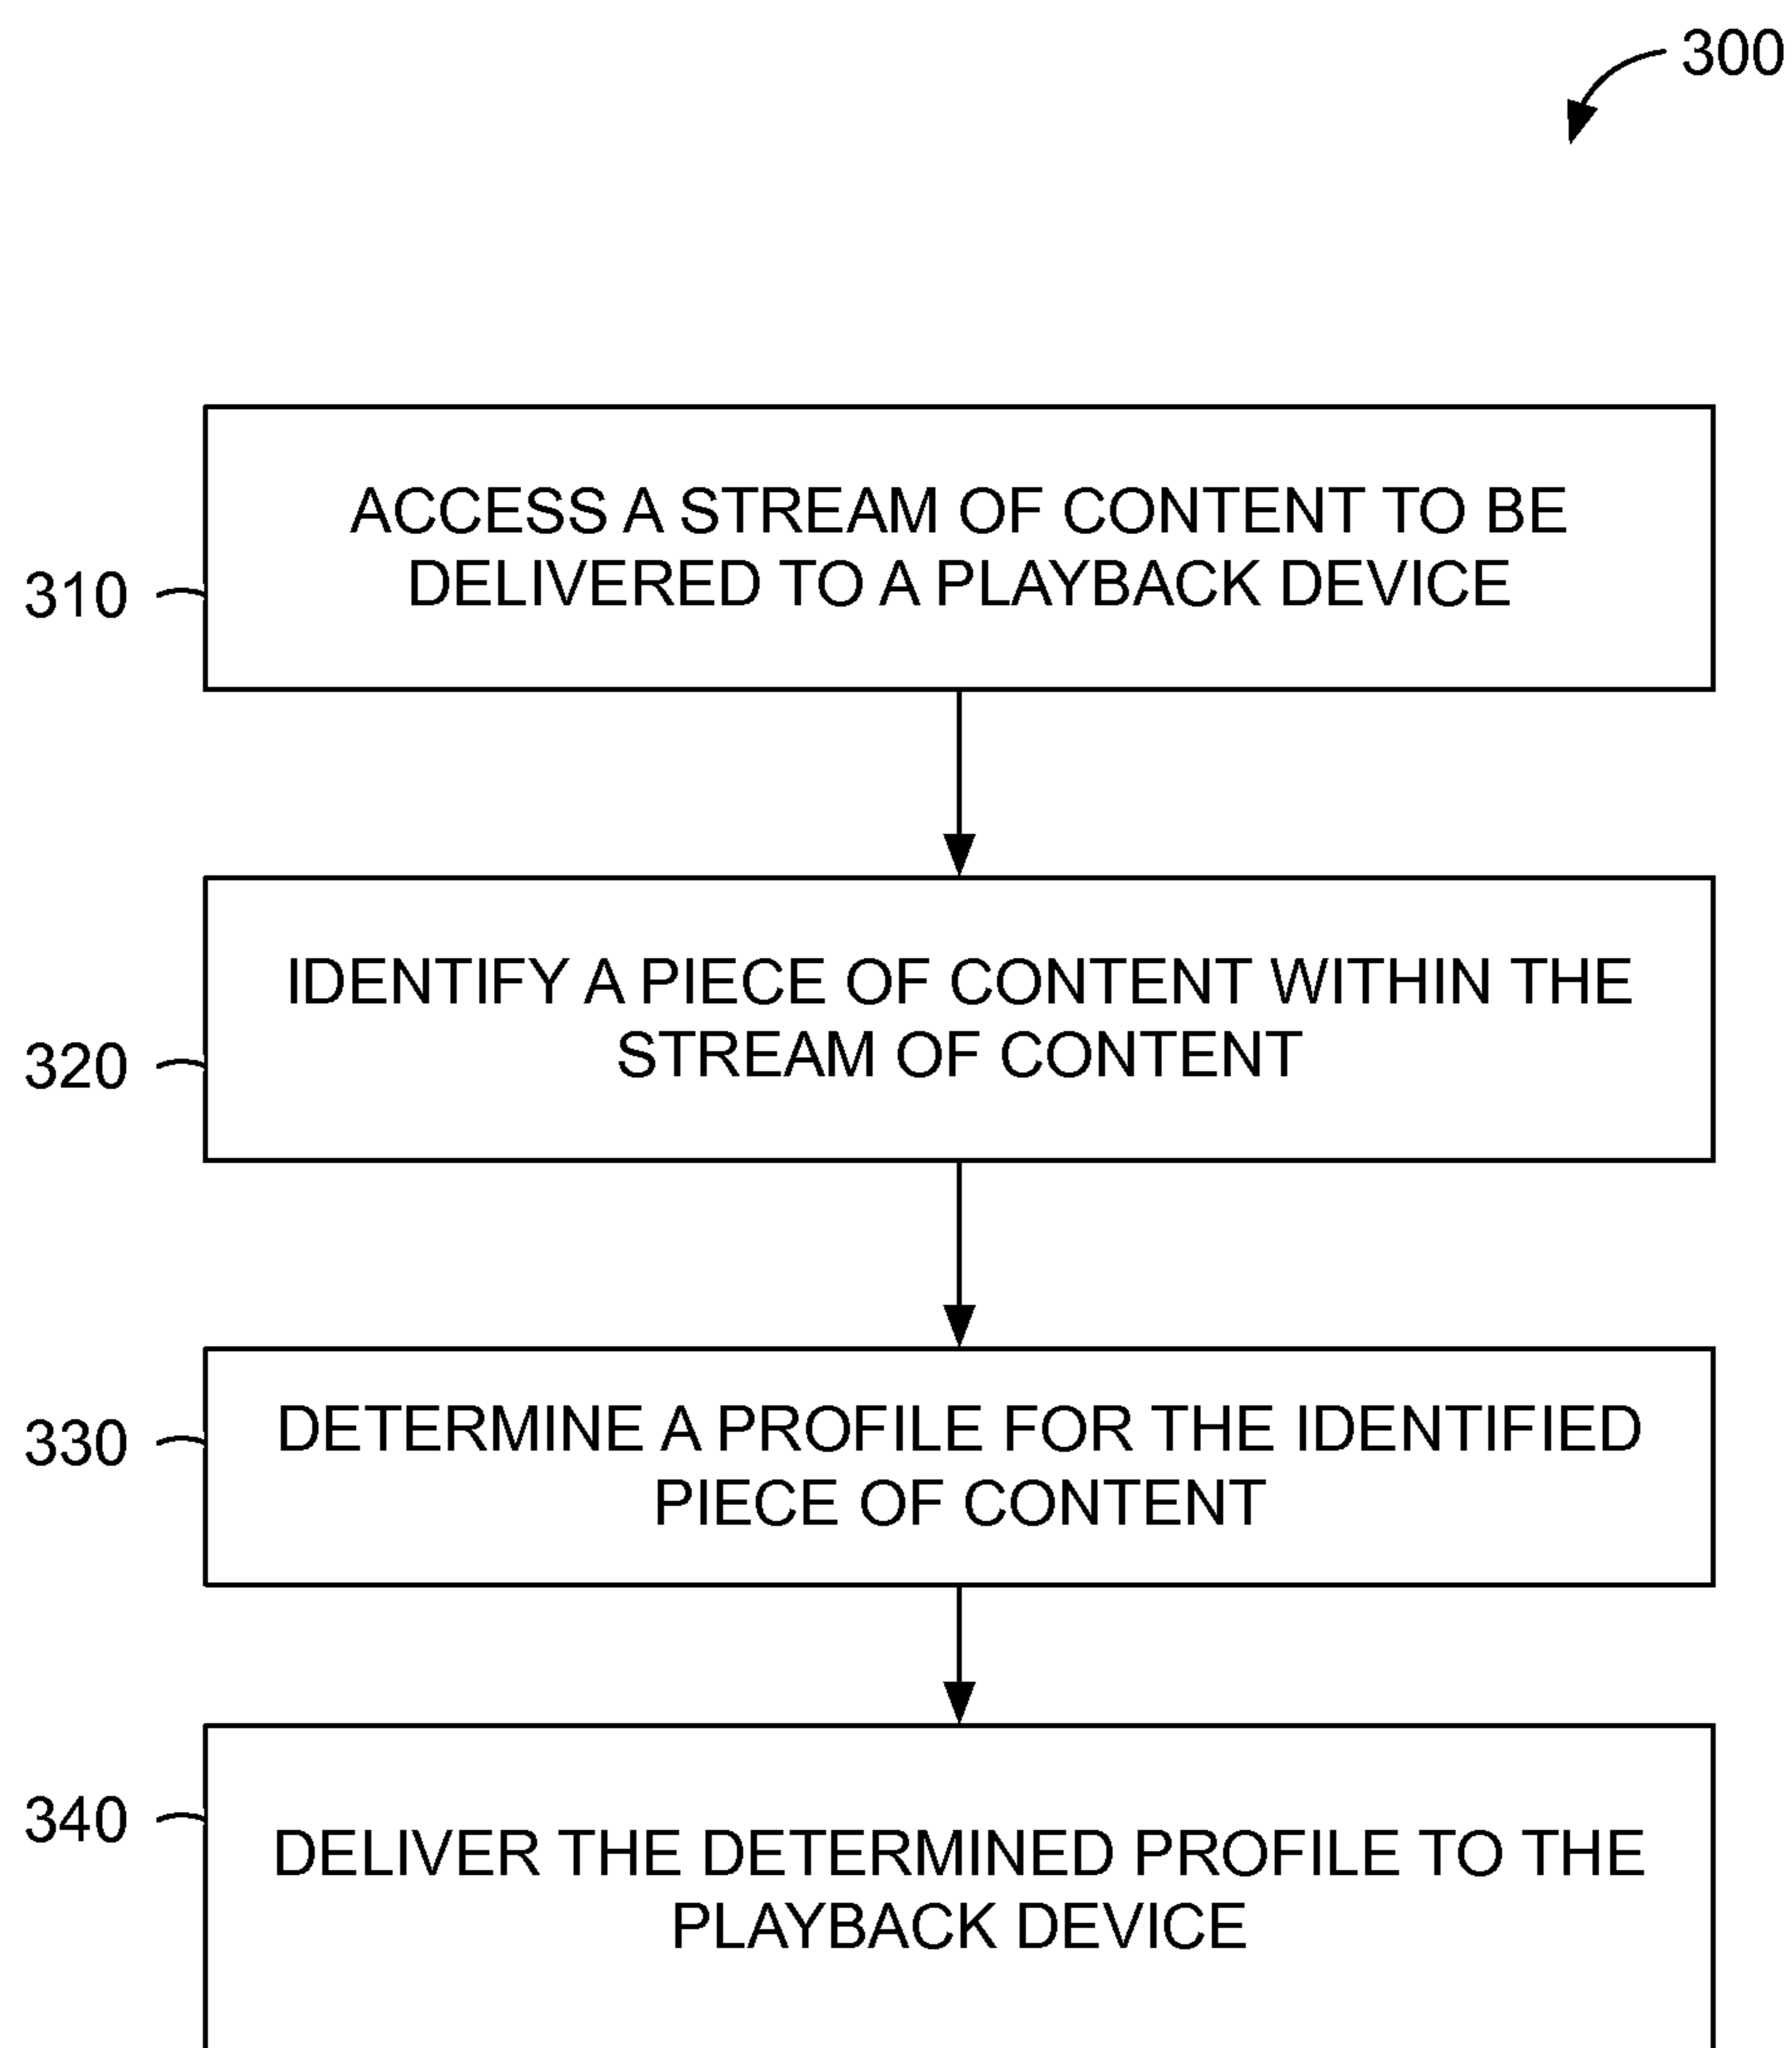 300
ACCESS A STREAM OF CONTENT TO BE
DELIVERED TO A PLAYBACK DEVICE
310
IDENTIFY A PIECE OF CONTENT WITHIN THE
STREAM OF CONTENT
320
DETERMINE A PROFILE FOR THE IDENTIFIED
PIECE OF CONTENT
330
DELIVER THE DETERMINED PROFILE TO THE
PLAYBACK DEVICE
340